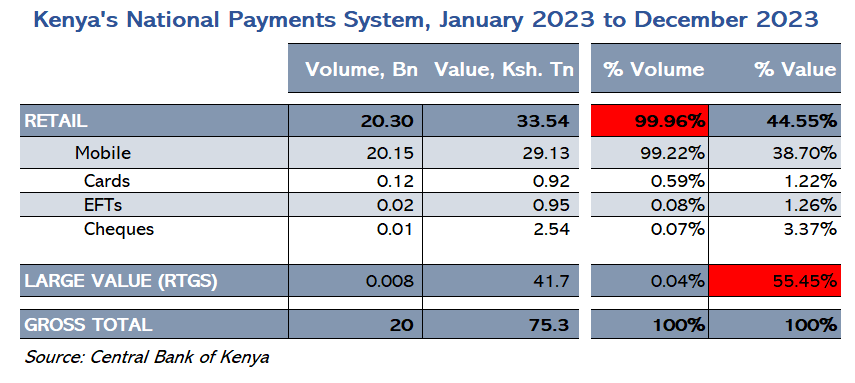 Kenya's National Payments System, January 2023 to December 2023
Volume, Bn Value, Ksh. Tn % Volume % Value
RETAIL 20.30 33.54 99.96% 44.55%
Mobile 20.15 29.13 99.22% 38.70%
Cards 0.12 0.92 0.59% 1.22%
EFTs 0.02 0.95 0.08% 1.26%
Cheques 0.01 2.54 0.07% 3.37%
LARGE VALUE (RTGS) 0.008 41.7 0.04% 55.45%
GROSS TOTAL 20 75.3 100% 100%
Source: Central Bank of Kenya